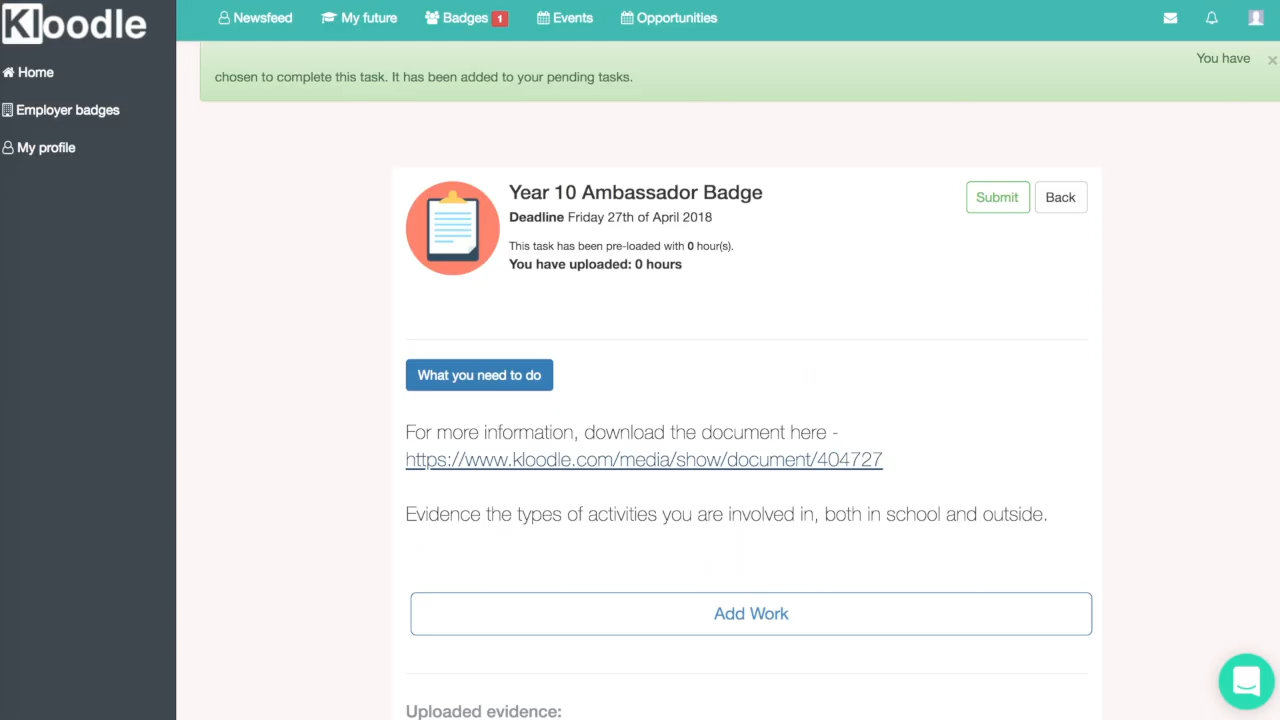 Kloodle
Newsfeed My future Badges 1 Events Opportunities
Home
Employer badges
My profile
You have ×
chosen to complete this task. It has been added to your pending tasks.
Year 10 Ambassador Badge
Submit Back
Deadline Friday 27th of April 2018
This task has been pre-loaded with 0 hour(s).
You have uploaded: 0 hours
What you need to do
For more information, download the document here -
https://www.kloodle.com/media/show/document/404727
Evidence the types of activities you are involved in, both in school and outside.
Add Work
Uploaded evidence: